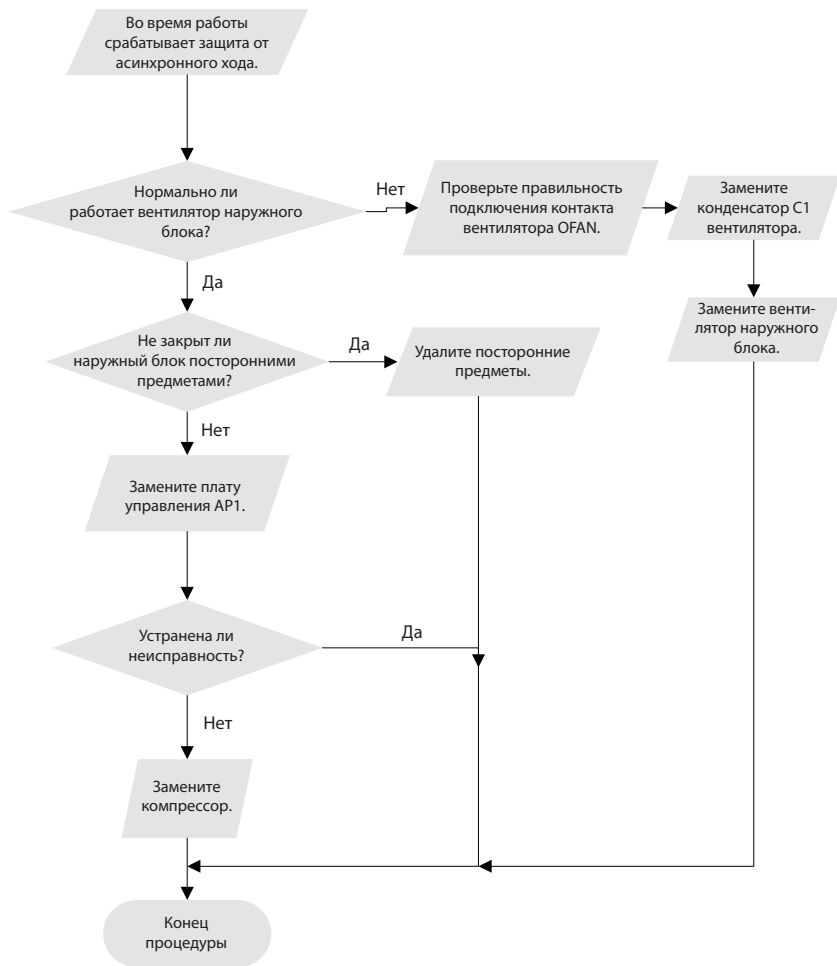 Во время работы
срабатывает защита от
асинхронного хода.
Нормально ли
работает вентилятор наружного
блока?
Нет
Проверьте правильность
подключения контакта
вентилятора OFAN.
Замените
конденсатор C1
вентилятора.
Да
Замените венти-
лятор наружного
блока.
Не закрыт ли
наружный блок посторонними
предметами?
Да
Удалите посторонние
предметы.
Нет
Замените плату
управления AP1.
Устранена ли
неисправность?
Да
Нет
Замените
компрессор.
Конец
процедуры